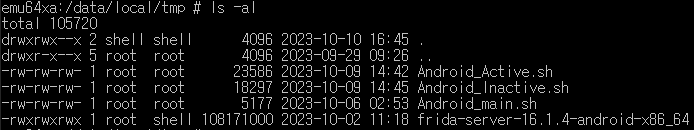 emu64xa:/data/local/tmp # ls -al
total 105720
drwxrwx--x 2 shell shell      4096 2023-10-10 16:45 .
drwxr-x--x 5 root  root       4096 2023-09-29 09:26 ..
-rw-rw-rw- 1 root  root      23586 2023-10-09 14:42 Android_Active.sh
-rw-rw-rw- 1 root  root      18297 2023-10-09 14:45 Android_Inactive.sh
-rw-rw-rw- 1 root  root       5177 2023-10-06 02:53 Android_main.sh
-rwxrwxrwx 1 root  shell 108171000 2023-10-02 11:18 frida-server-16.1.4-android-x86_64